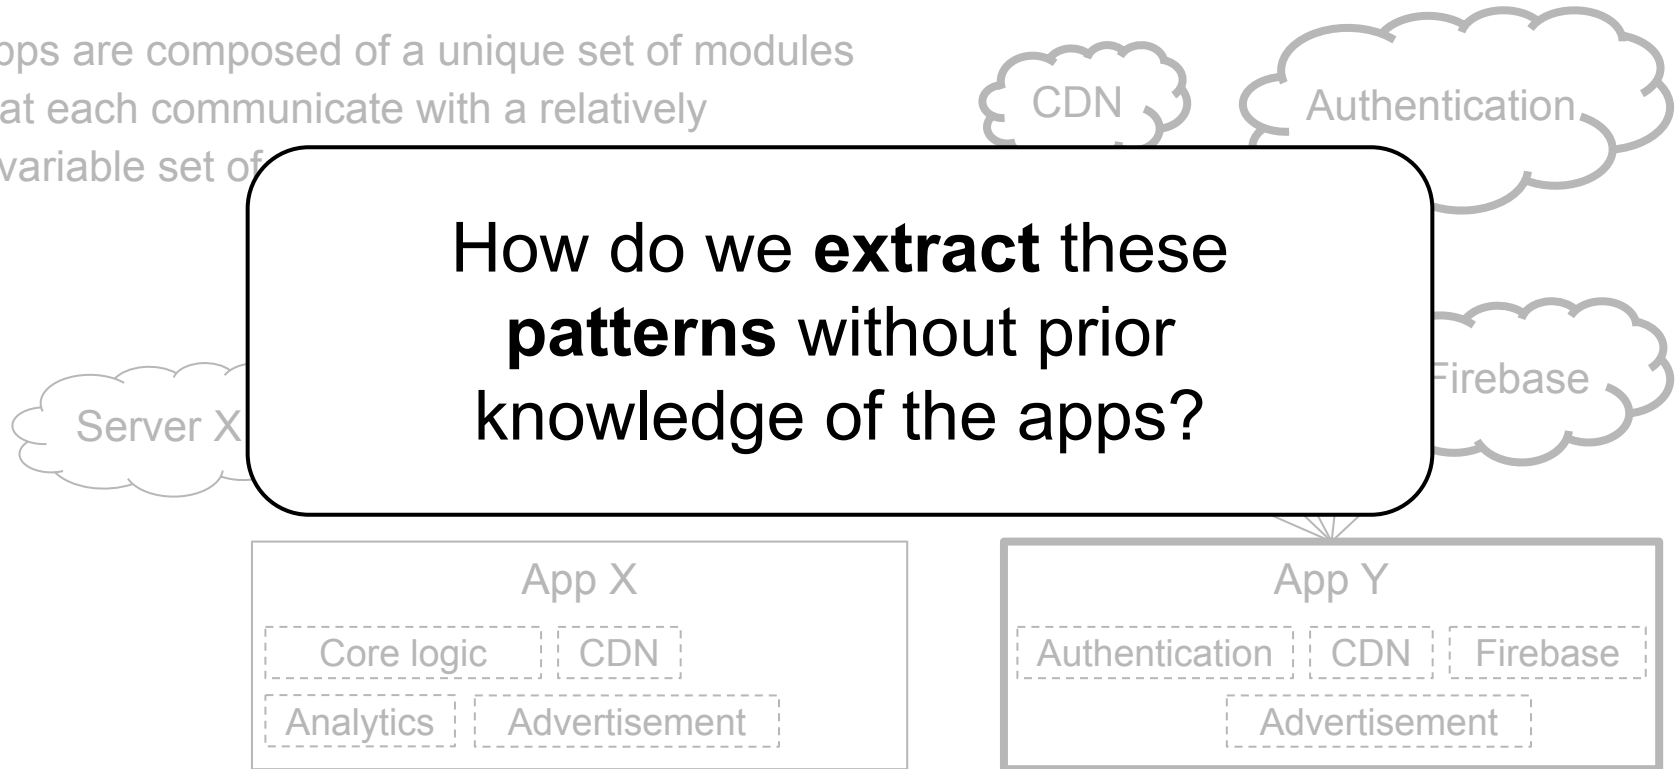 pps are composed of a unique set of modules
at each communicate with a relatively
variable set of
CDN
Authentication
How do we extract these
patterns without prior
knowledge of the apps?
Server X
Firebase
App X
Core logic
CDN
Analytics
Advertisement
App Y
Authentication
CDN
Firebase
Advertisement